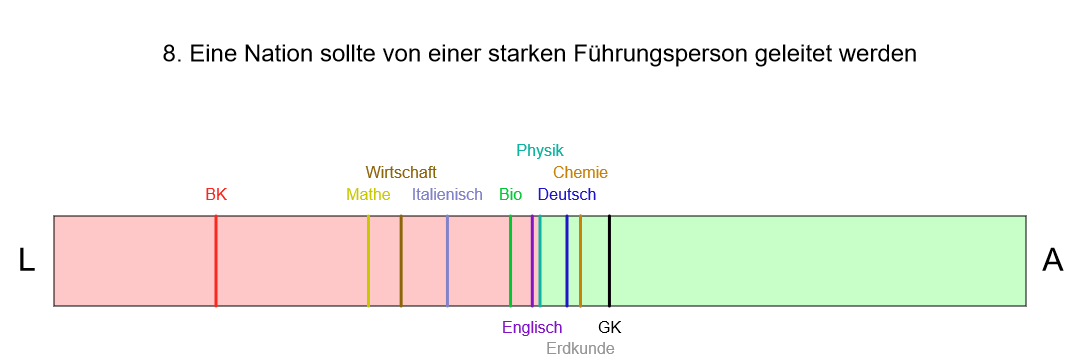 8. Eine Nation sollte von einer starken Führungsperson geleitet werden
Physik
Wirtschaft Chemie
BK Mathe Italienisch Bio Deutsch
L A
Englisch GK
Erdkunde